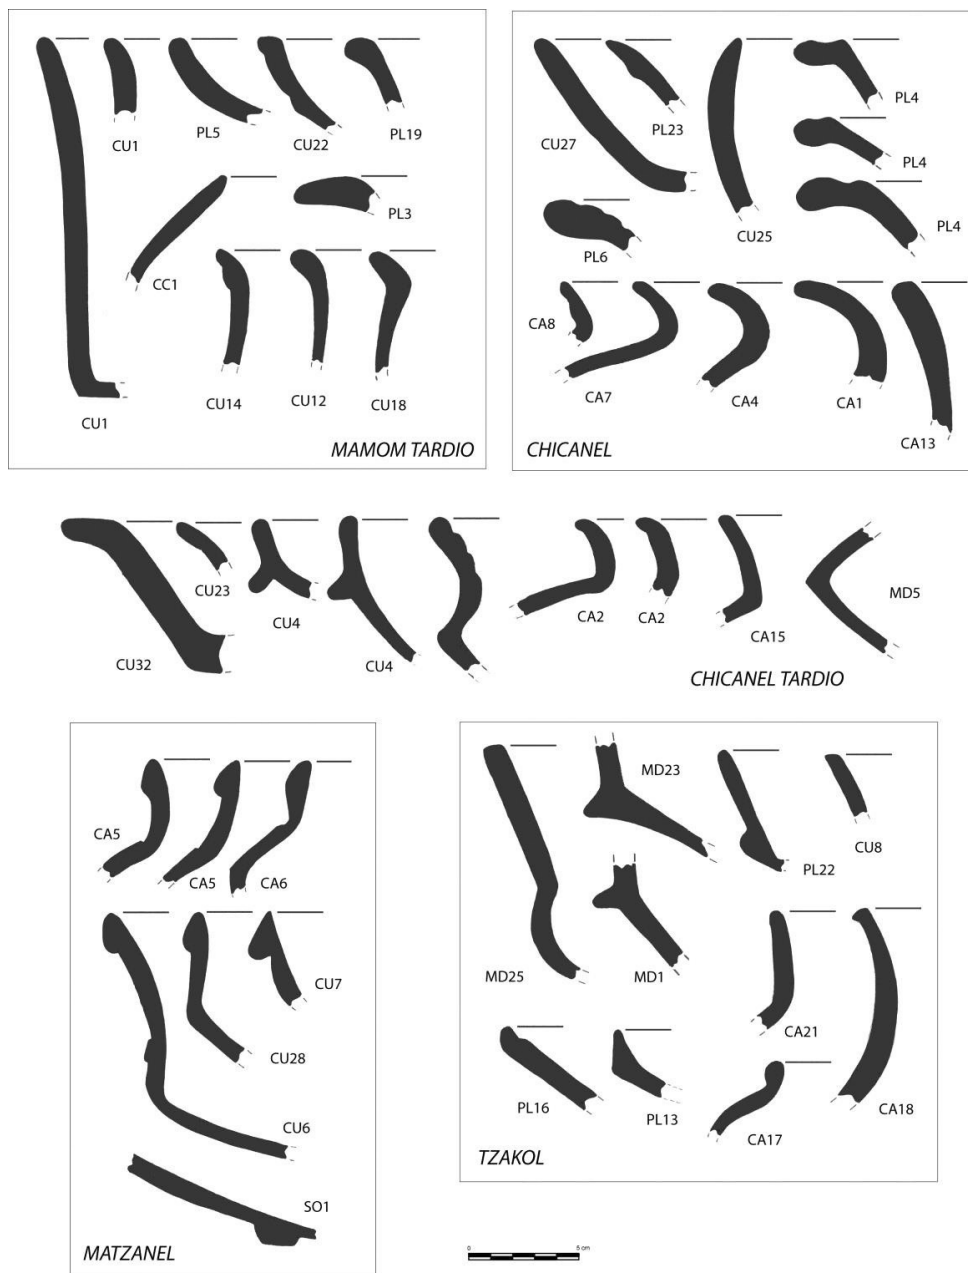 CU1
PL5
CU22
PL19
PL3
CC1
CU14
CU12
CU18
CU1
MAMOM TARDIO
CU27
PL23
PL4
PL4
PL4
CU25
PL6
CA8
CA7
CA4
CA1
CA13
CHICANEL
CU32
CU23
CU4
CU4
CA2
CA2
CA15
MD5
CHICANEL TARDIO
CA5
CA5
CA6
CU7
CU28
CU6
SO1
MATZANEL
MD23
PL22
CU8
MD25
MD1
CA21
PL16
PL13
CA17
CA18
TZAKOL
0 5 cm